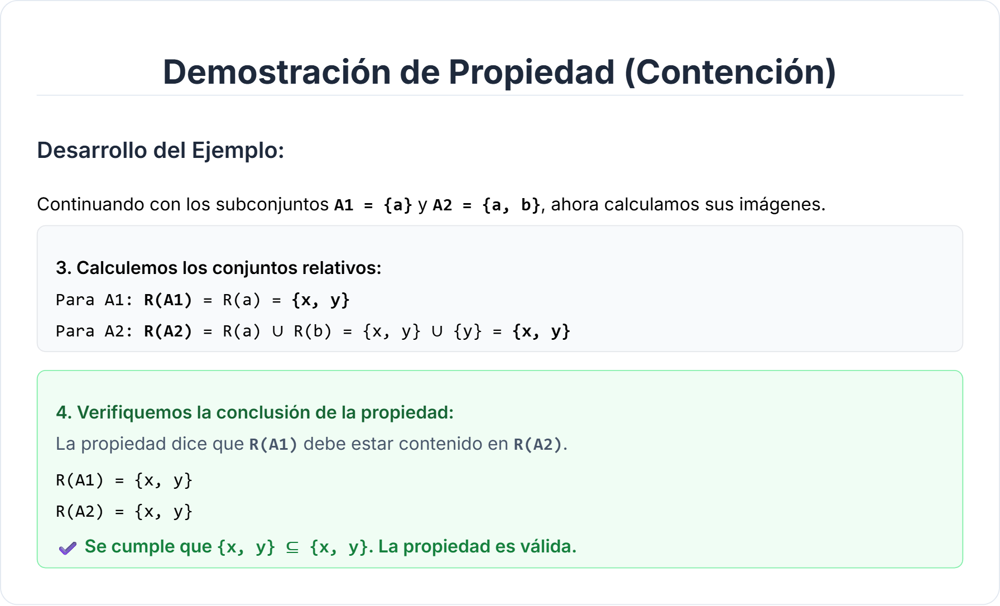 Demostración de Propiedad (Contención)
Desarrollo del Ejemplo:
Continuando con los subconjuntos A1 = {a} y A2 = {a, b}, ahora calculamos sus imágenes.
3. Calculemos los conjuntos relativos:
Para A1: R(A1) = R(a) = {x, y}
Para A2: R(A2) = R(a) ∪ R(b) = {x, y} ∪ {y} = {x, y}
4. Verifiquemos la conclusión de la propiedad:
La propiedad dice que R(A1) debe estar contenido en R(A2).
R(A1) = {x, y}
R(A2) = {x, y}
✔ Se cumple que {x, y} ⊆ {x, y}. La propiedad es válida.